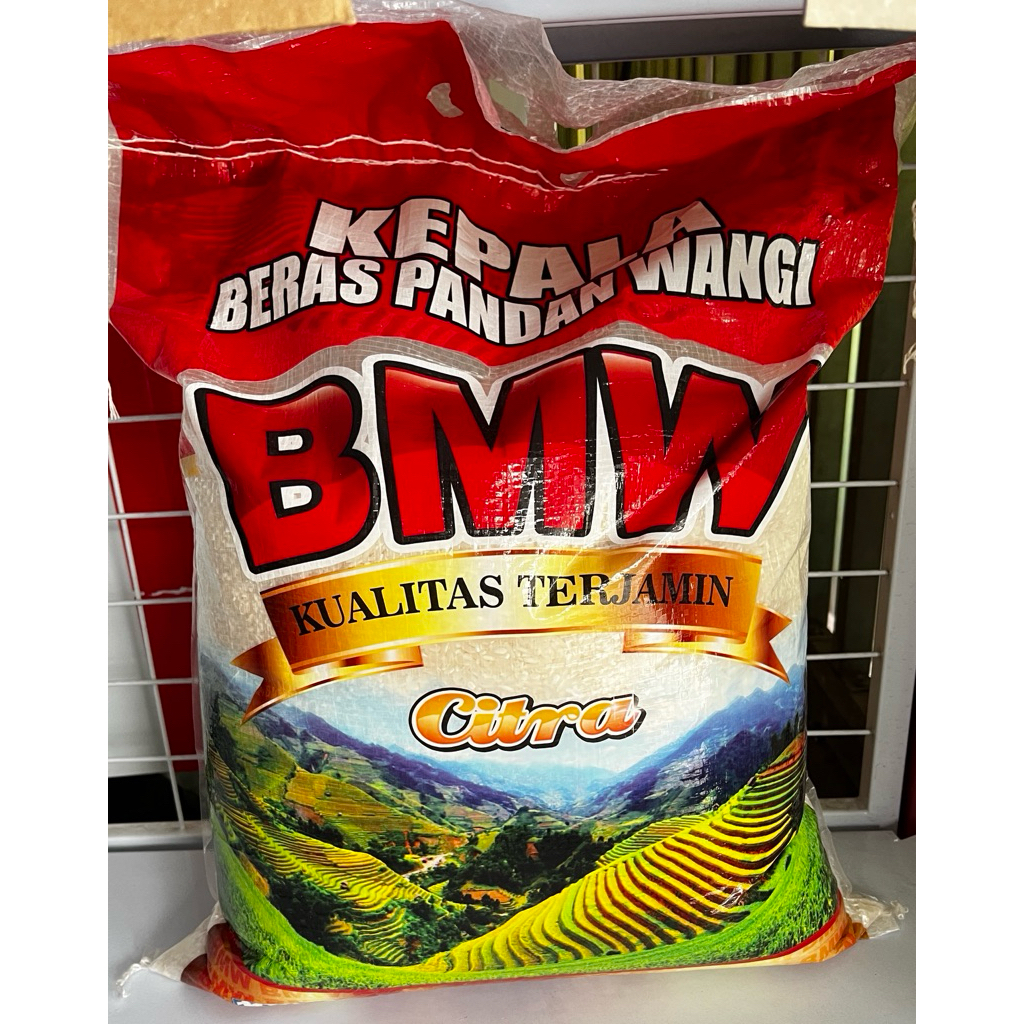 KEPALA
BERAS PANDAN WANGI
BMW
KUALITAS TERJAMIN
Citra